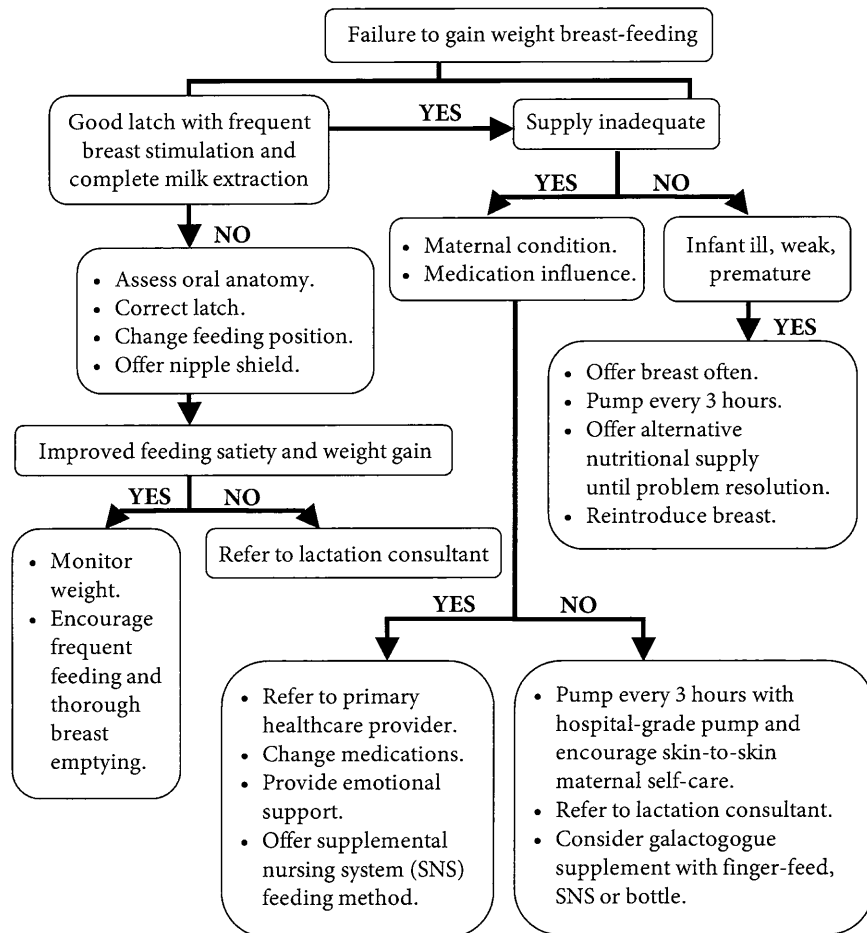 Failure to gain weight breast-feeding
Good latch with frequent
breast stimulation and
complete milk extraction
YES
Supply inadequate
YES
NO
NO
• Maternal condition.
• Medication influence.
Infant ill, weak,
premature
• Assess oral anatomy.
• Correct latch.
• Change feeding position.
• Offer nipple shield.
YES
• Offer breast often.
• Pump every 3 hours.
• Offer alternative
nutritional supply
until problem resolution.
• Reintroduce breast.
Improved feeding satiety and weight gain
YES
NO
• Monitor
weight.
• Encourage
frequent
feeding and
thorough
breast
emptying.
Refer to lactation consultant
YES
NO
• Refer to primary
healthcare provider.
• Change medications.
• Provide emotional
support.
• Offer supplemental
nursing system (SNS)
feeding method.
• Pump every 3 hours with
hospital-grade pump and
encourage skin-to-skin
maternal self-care.
• Refer to lactation consultant.
• Consider galactogogue
supplement with finger-feed,
SNS or bottle.